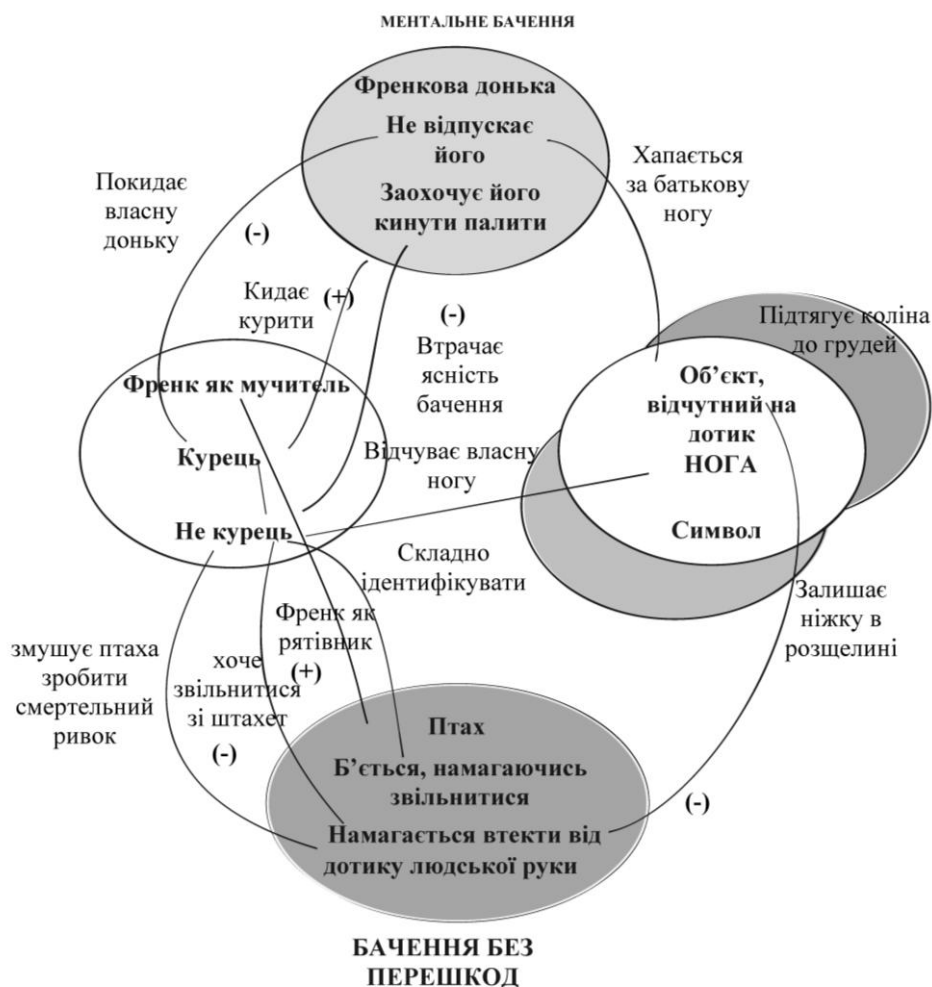 МЕНТАЛЬНЕ БАЧЕННЯ
Френкова донька
Не відпускає
його
Заохочує його
кинути палити
Покидає
власну
доньку
(-)
Хапається
за батькову
ногу
Кидає
курити
(+)
(-)
Втрачає
ясність
бачення
Підтягує коліна
до грудей
Френк як мучитель
Курець
Не курець
Об’єкт,
відчутний на
дотик
НОГА
Символ
Відчуває власну
ногу
Складно
ідентифікувати
Френк як
рятівник
(+)
Залишає
ніжку в
розщелині
змушує птаха
зробити
смертельний
ривок
(-)
хоче
звільнитися
зі штахет
Птах
Б’ється, намагаючись
звільнитися
Намагається втекти від
дотику людської руки
(-)
БАЧЕННЯ БЕЗ
ПЕРЕШКОД